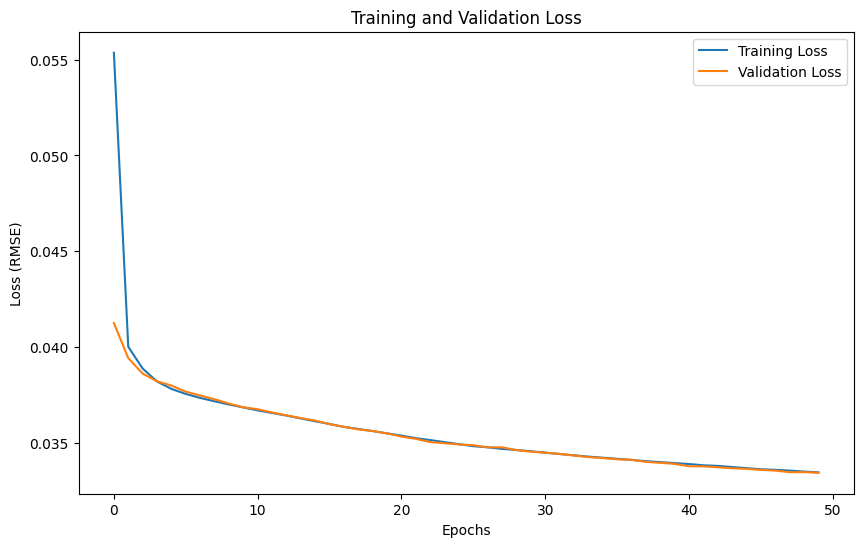 Training and Validation Loss
Training Loss
Validation Loss
0.055
0.050
0.045
0.040
0.035
Loss (RMSE)
0
10
20
30
40
50
Epochs